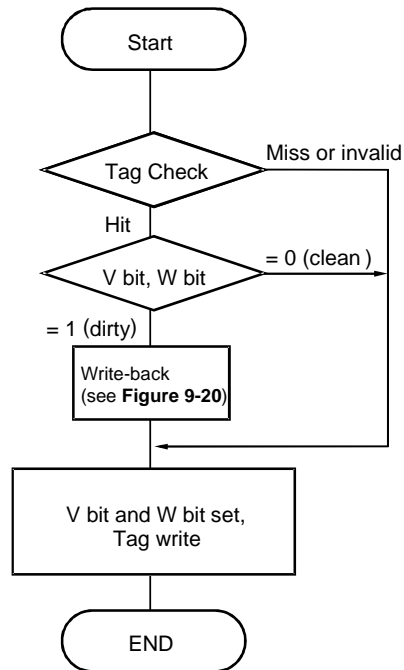 Start
Miss or invalid
Tag Check
Hit
= 0 (clean )
V bit, W bit
= 1 (dirty)
Write-back
(see Figure 9-20)
V bit and W bit set,
Tag write
END